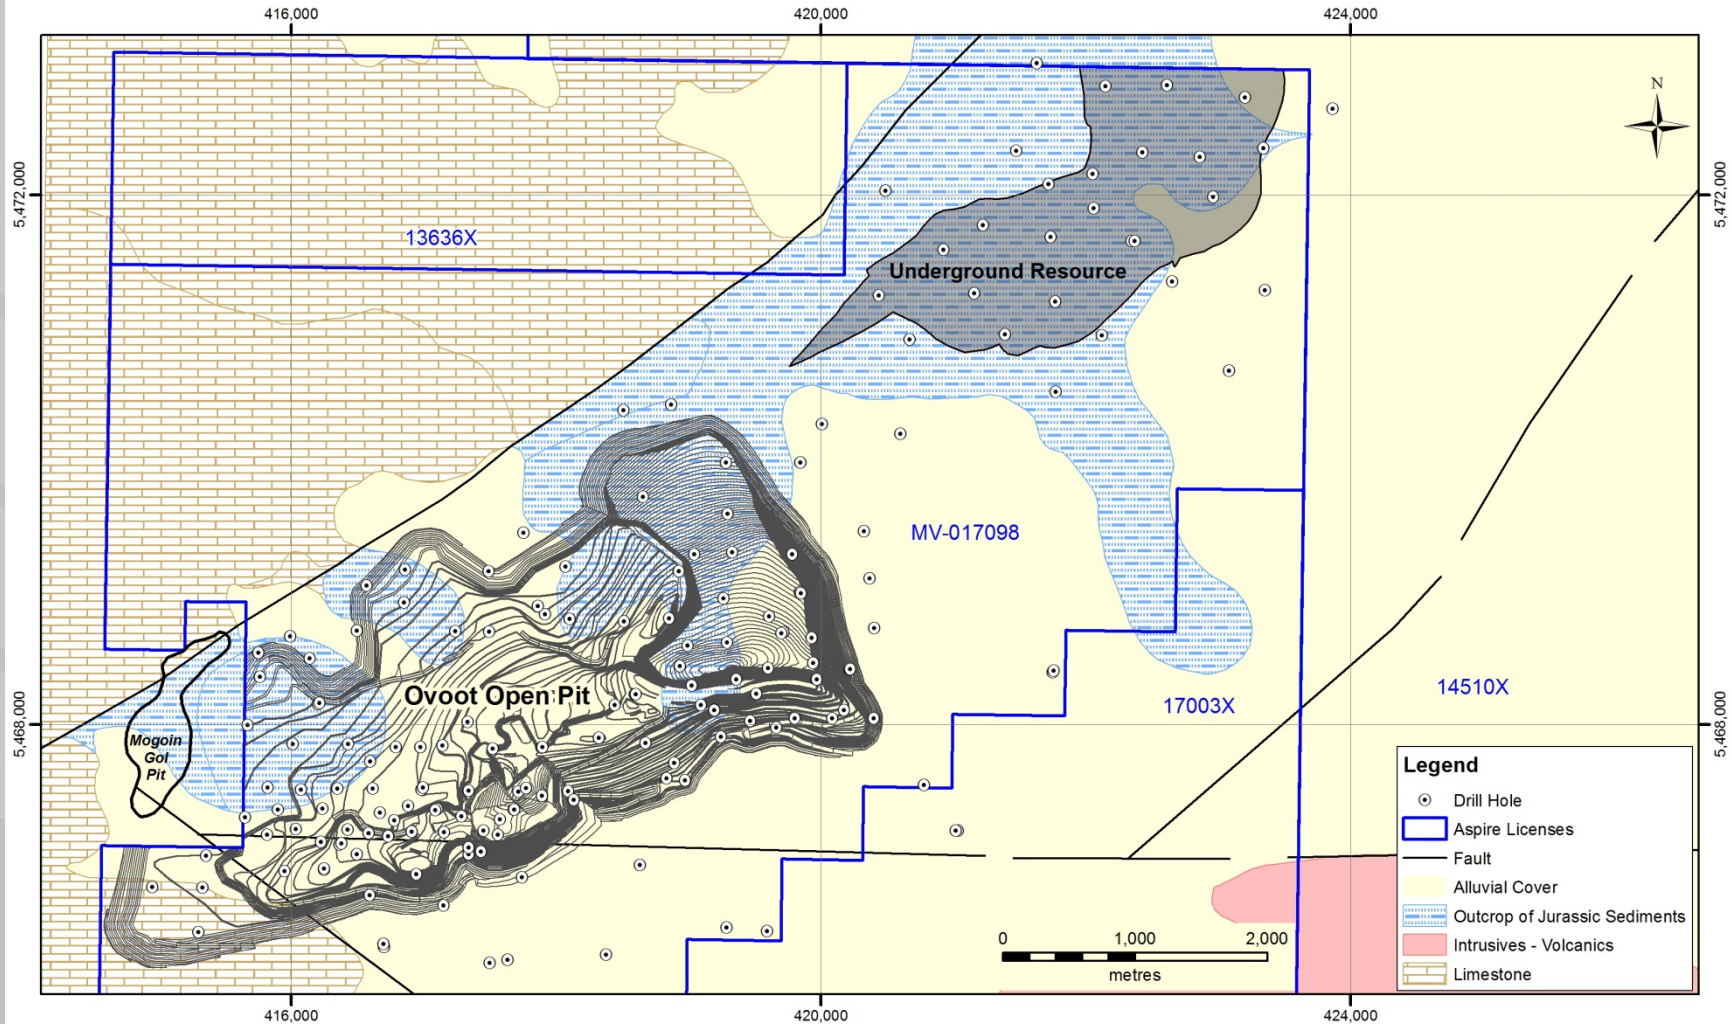 416,000
420,000
424,000
N
5,472,000
5,472,000
13636X
Underground Resource
MV-017098
Ovoot Open Pit
17003X
14510X
5,468,000
5,468,000
Mogoin
Gol
Pit
Legend
Drill Hole
Aspire Licenses
Fault
Alluvial Cover
Outcrop of Jurassic Sediments
Intrusives - Volcanics
Limestone
0 1,000 2,000
metres
416,000
420,000
424,000